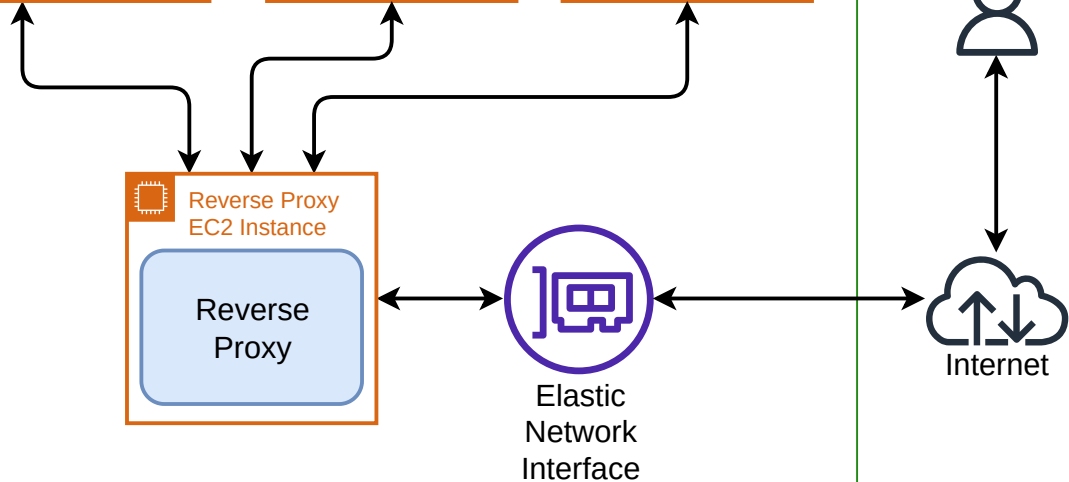 Reverse Proxy
EC2 Instance
Reverse
Proxy
Elastic
Network
Interface
Internet